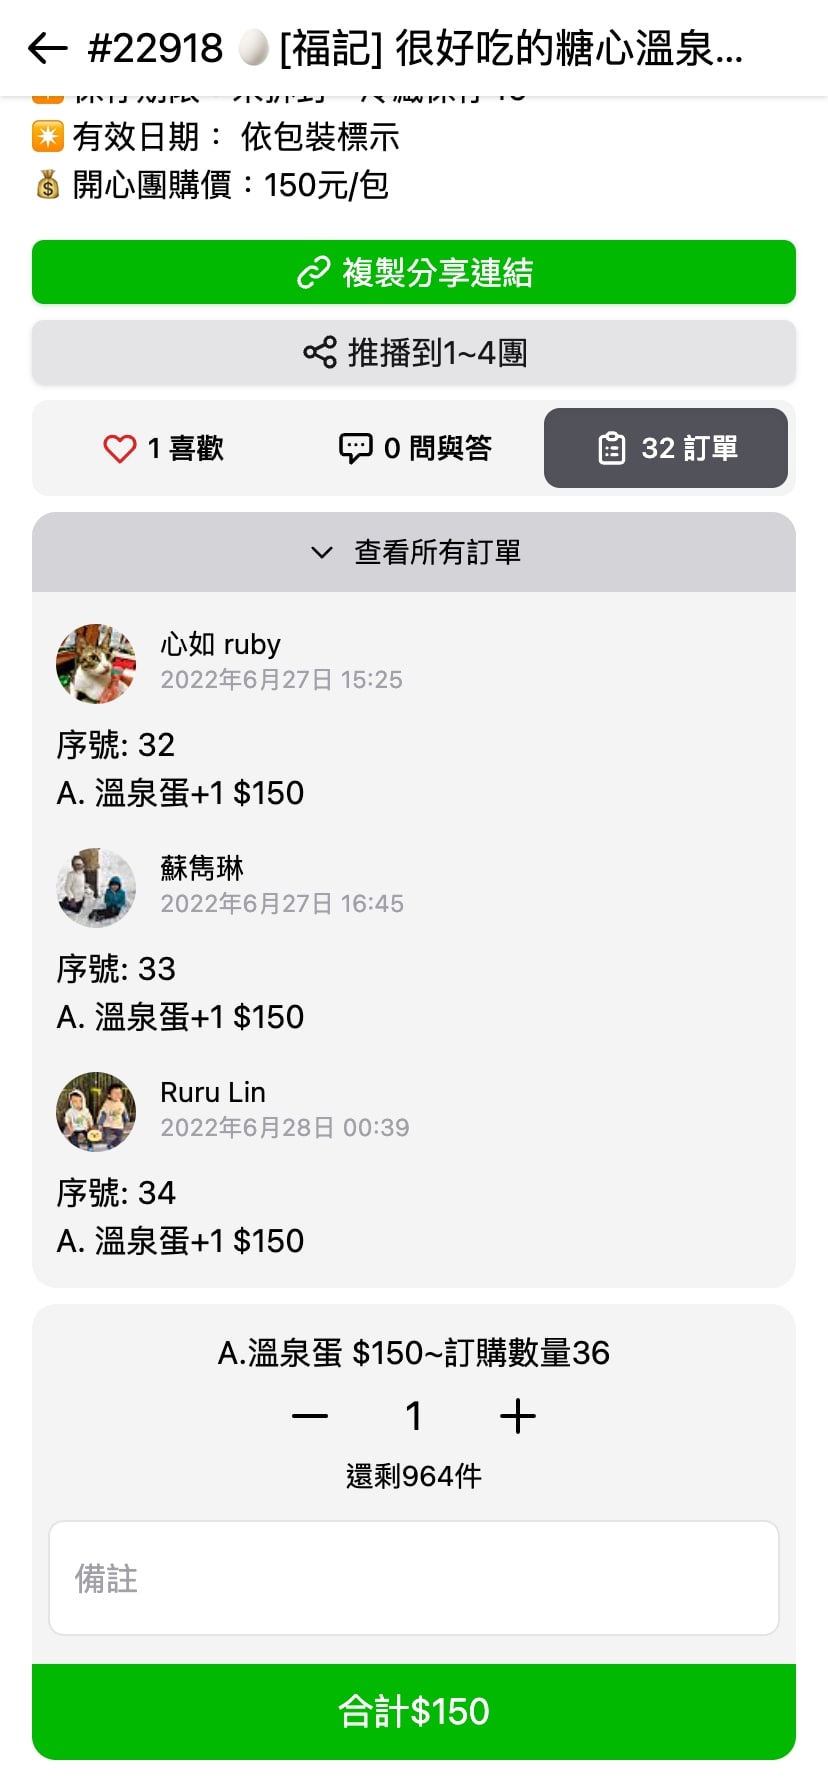 #22918 🥚[福記] 很好吃的糖心溫泉...
有效日期： 依包裝標示
開心團購價：150元/包
複製分享連結
推播到1~4團
1 喜歡
0 問與答
32 訂單
查看所有訂單
心如 ruby
2022年6月27日 15:25
序號: 32
A. 溫泉蛋+1 $150
蘇雋琳
2022年6月27日 16:45
序號: 33
A. 溫泉蛋+1 $150
Ruru Lin
2022年6月28日 00:39
序號: 34
A. 溫泉蛋+1 $150
A.溫泉蛋 $150~訂購數量36
1
還剩964件
備註
合計$150